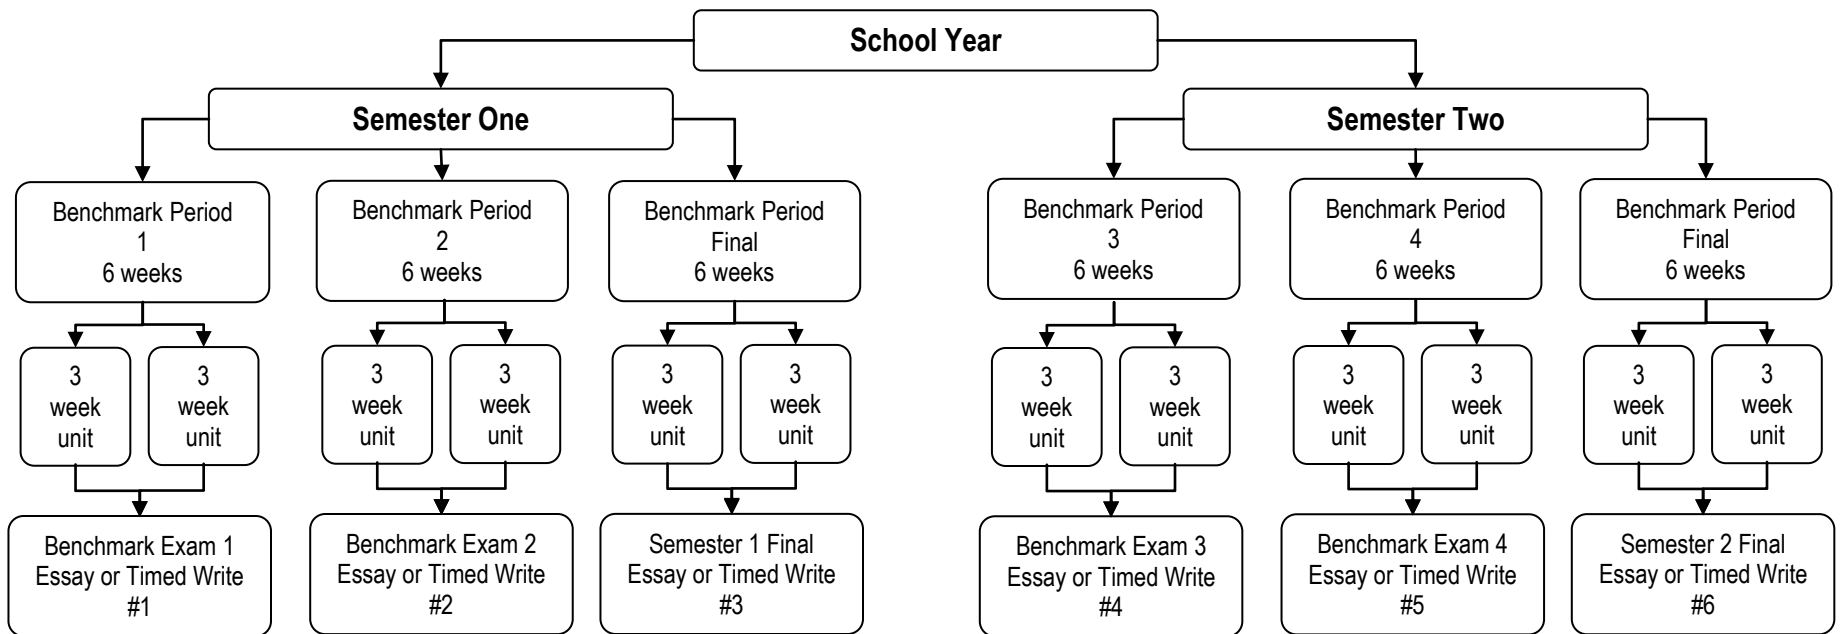 School Year
Semester One
Semester Two
Benchmark Period
1
6 weeks
Benchmark Period
2
6 weeks
Benchmark Period
Final
6 weeks
Benchmark Period
3
6 weeks
Benchmark Period
4
6 weeks
Benchmark Period
Final
6 weeks
3
week
unit
3
week
unit
3
week
unit
3
week
unit
3
week
unit
3
week
unit
3
week
unit
3
week
unit
3
week
unit
3
week
unit
3
week
unit
3
week
unit
Benchmark Exam 1
Essay or Timed Write
#1
Benchmark Exam 2
Essay or Timed Write
#2
Semester 1 Final
Essay or Timed Write
#3
Benchmark Exam 3
Essay or Timed Write
#4
Benchmark Exam 4
Essay or Timed Write
#5
Semester 2 Final
Essay or Timed Write
#6